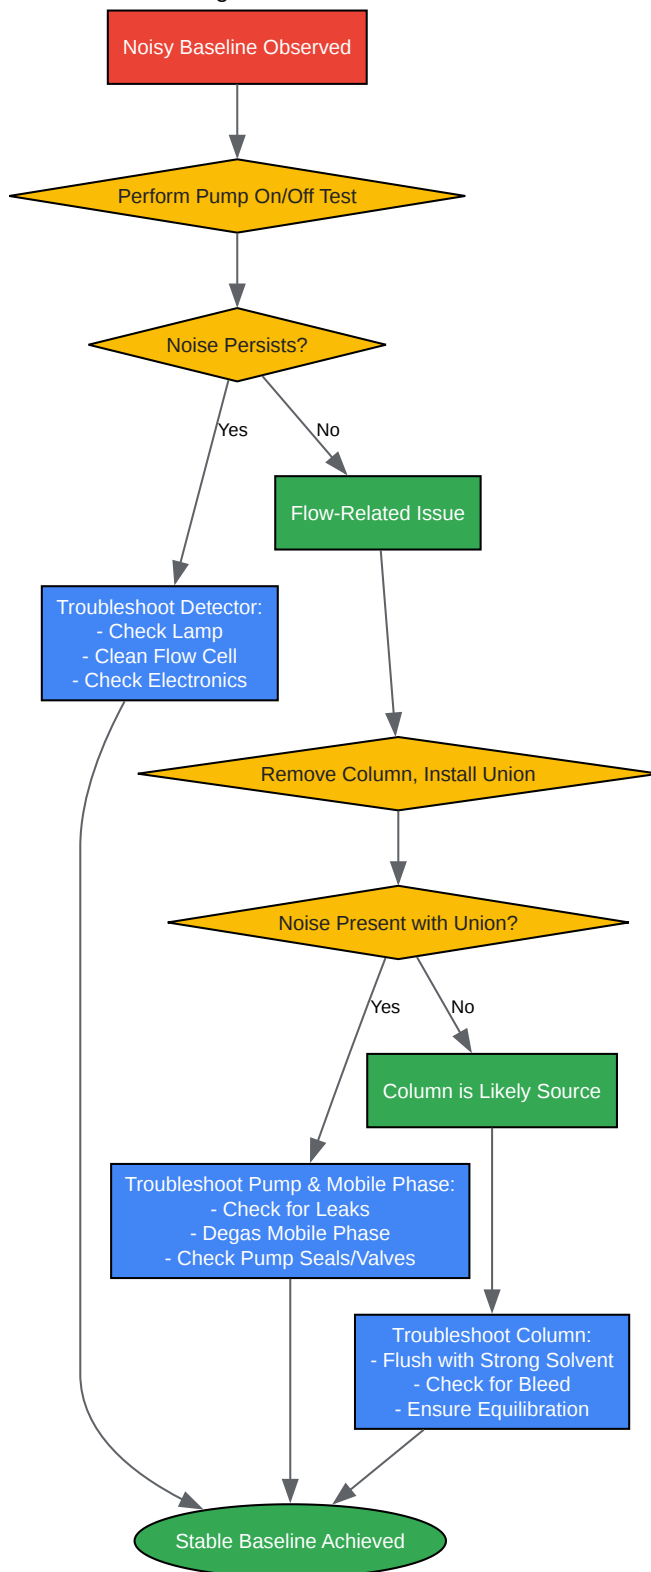 Noisy Baseline Observed
Perform Pump On/Off Test
Noise Persists?
Yes
No
Flow-Related Issue
Troubleshoot Detector:
- Check Lamp
- Clean Flow Cell
- Check Electronics
Remove Column, Install Union
Noise Present with Union?
Yes
No
Column is Likely Source
Troubleshoot Pump & Mobile Phase:
- Check for Leaks
- Degas Mobile Phase
- Check Pump Seals/Valves
Troubleshoot Column:
- Flush with Strong Solvent
- Check for Bleed
- Ensure Equilibration
Stable Baseline Achieved